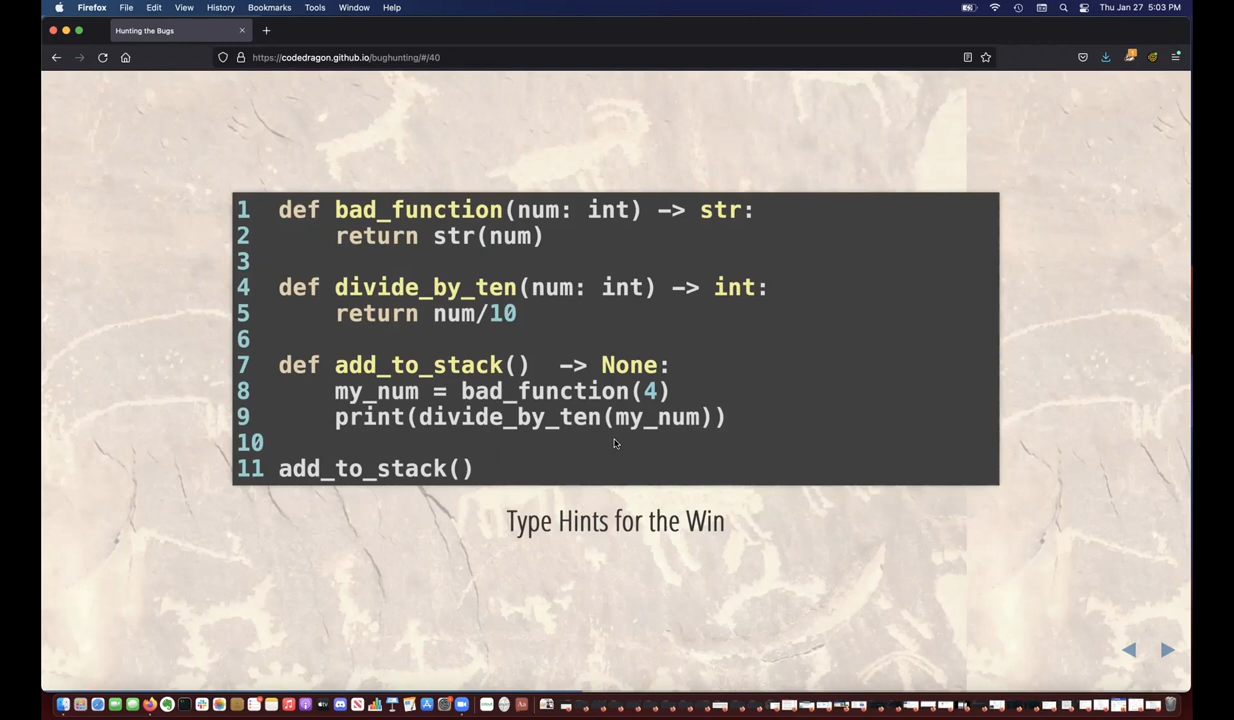 Firefox File Edit View History Bookmarks Tools Window Help Thu Jan 27 5:03 PM
Hunting the Bugs
https://codedragon.github.io/bughunting/#/40
1 def bad_function(num: int) -> str:
2 return str(num)
3
4 def divide_by_ten(num: int) -> int:
5 return num/10
6
7 def add_to_stack() -> None:
8 my_num = bad_function(4)
9 print(divide_by_ten(my_num))
10
11 add_to_stack()
Type Hints for the Win